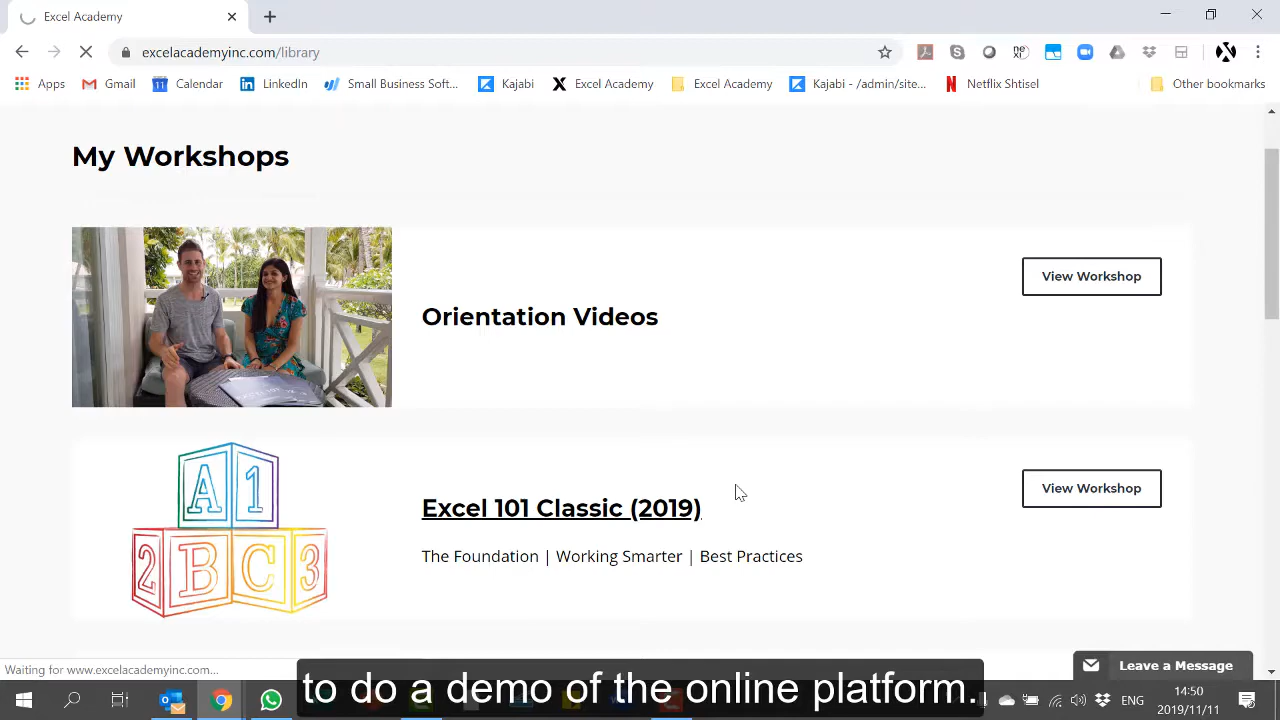 Excel Academy
excelacademyinc.com/library
Apps Gmail Calendar LinkedIn Small Business Soft... Kajabi Excel Academy Excel Academy Kajabi - /admin/site... Netflix Shtisel Other bookmarks
My Workshops
View Workshop
Orientation Videos
A 1
2 B C 3
View Workshop
Excel 101 Classic (2019)
The Foundation | Working Smarter | Best Practices
Waiting for www.excelacademyinc.com...
Leave a Message
to do a demo of the online platform.
ENG
14:50
2019/11/11